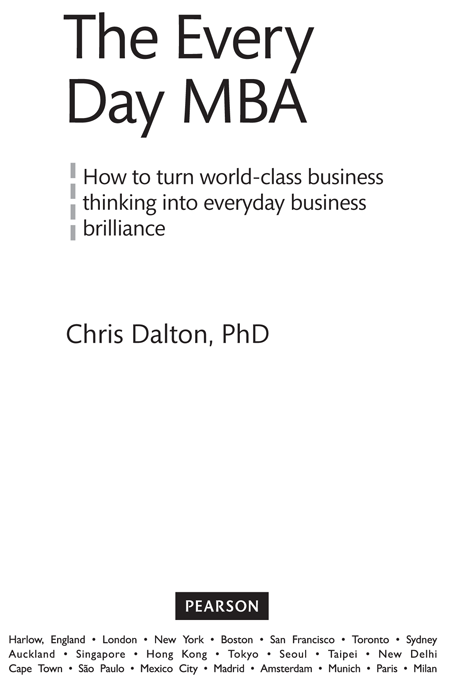 The Every
Day MBA
How to turn world-class business
thinking into everyday business
brilliance
Chris Dalton, PhD
PEARSON
Harlow, England • London • New York • Boston • San Francisco • Toronto • Sydney
Auckland • Singapore • Hong Kong • Tokyo • Seoul • Taipei • New Delhi
Cape Town • São Paulo • Mexico City • Madrid • Amsterdam • Munich • Paris • Milan